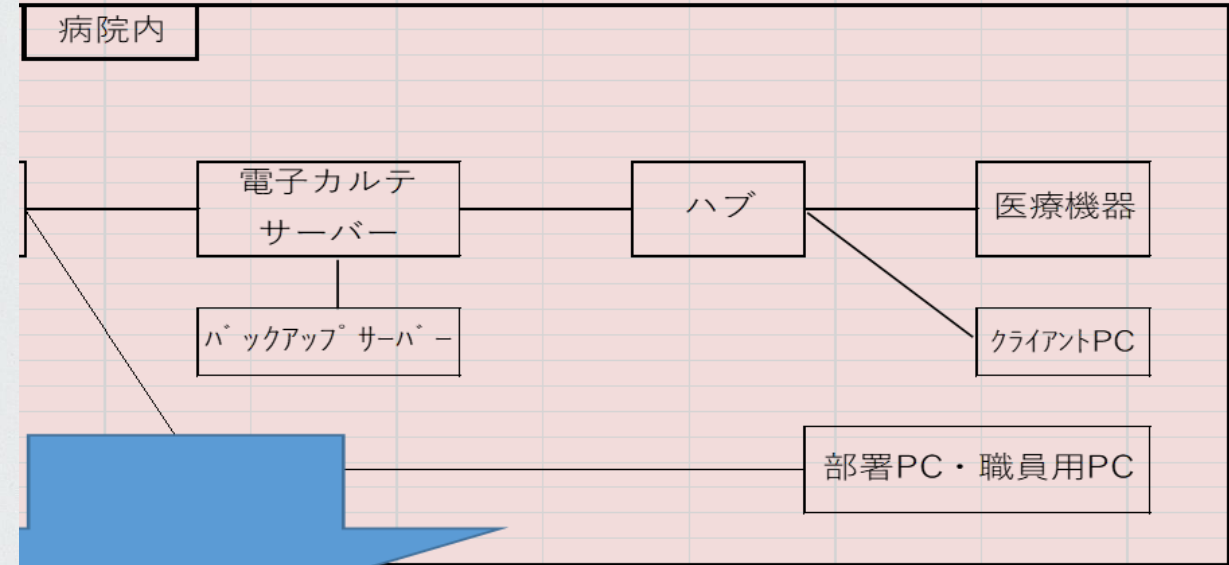 病院内
電子カルテ
サーバー
ハブ
医療機器
ﾊﾞｯｸｱｯﾌﾟｻｰﾊﾞｰ
ｸﾗｲｱﾝﾄPC
部署PC・職員用PC